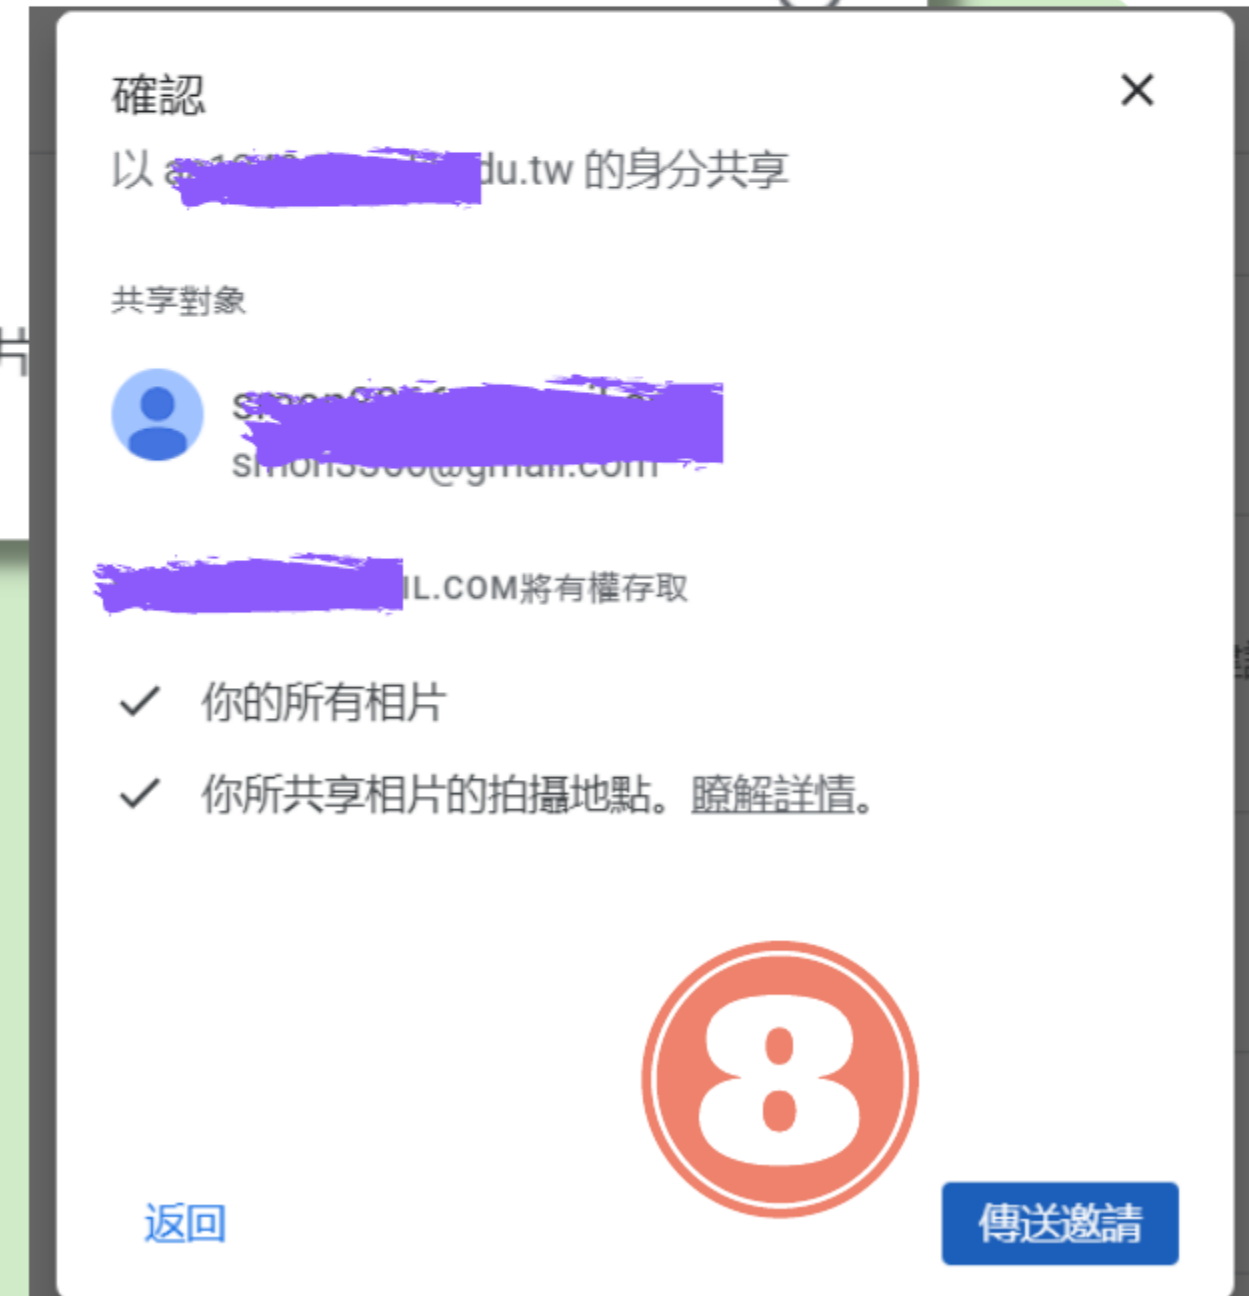 確認
以 du.tw 的身分共享
共享對象
IL.COM將有權存取
你的所有相片
你所共享相片的拍攝地點。瞭解詳情。
8
返回
傳送邀請